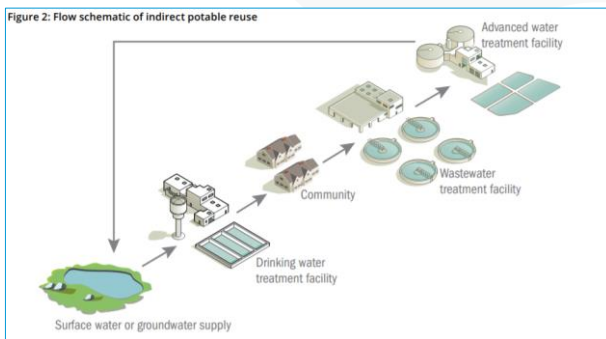 Figure 2: Flow schematic of indirect potable reuse
Advanced water
treatment facility
Wastewater
treatment facility
Community
Drinking water
treatment facility
Surface water or groundwater supply